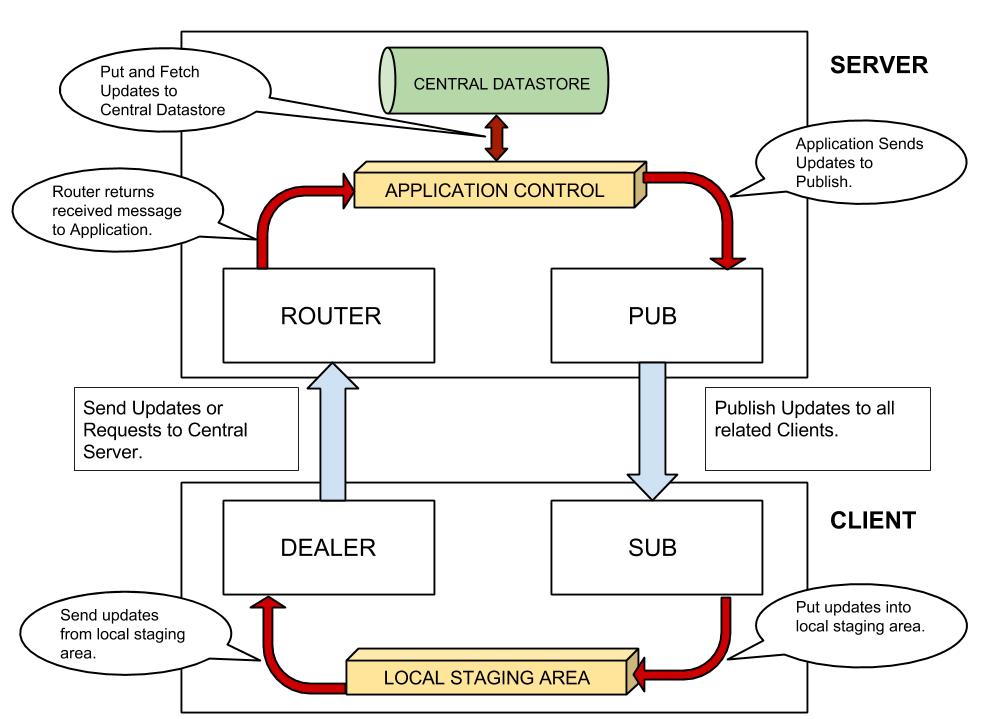 Put and Fetch
Updates to
Central Datastore
CENTRAL DATASTORE
SERVER
Application Sends
Updates to
Publish.
Router returns
received message
to Application.
APPLICATION CONTROL
ROUTER
PUB
Send Updates or
Requests to Central
Server.
Publish Updates to all
related Clients.
CLIENT
DEALER
SUB
Send updates
from local staging
area.
Put updates into
local staging area.
LOCAL STAGING AREA